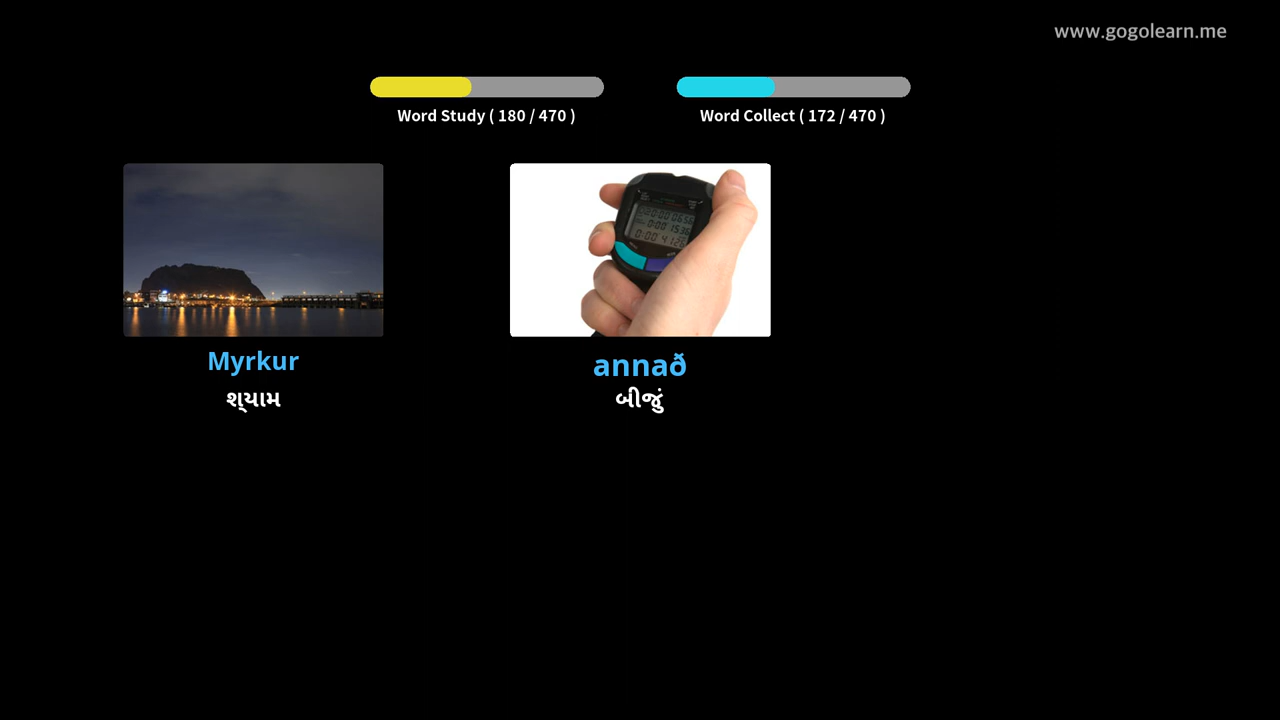 www.gogolearn.me
Word Study ( 180 / 470 )
Word Collect ( 172 / 470 )
Myrkur
શ્યામ
annað
બીજું